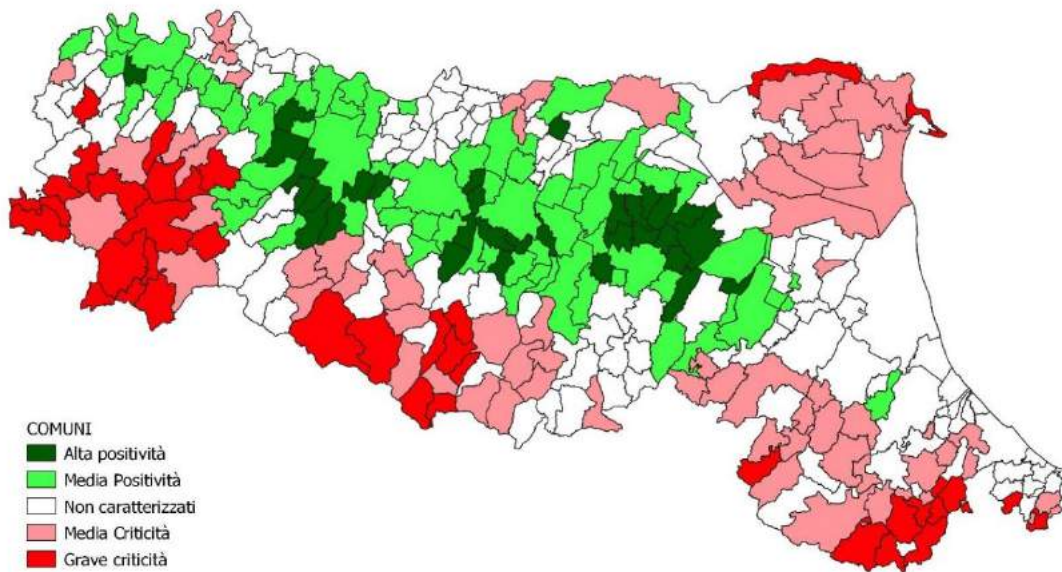 COMUNI
Alta positività
Media Positività
Non caratterizzati
Media Criticità
Grave criticità